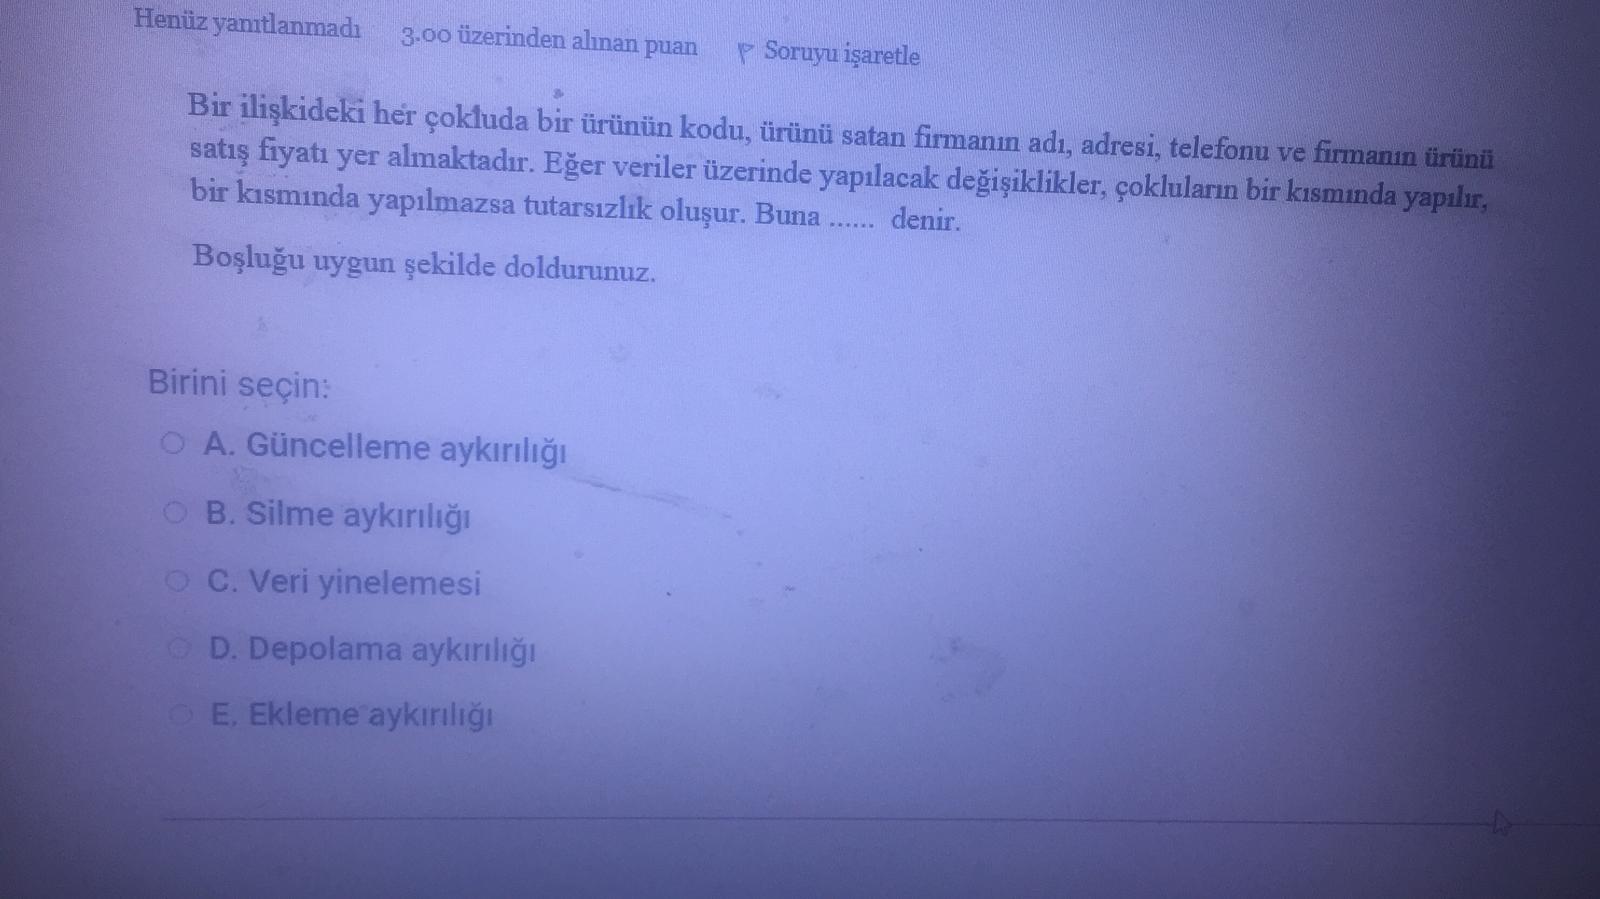 Henüz yanıtlanmadı 3.00 üzerinden alınan puan Soruyu işaretle
Bir ilişkideki her çokluda bir ürünün kodu, ürünü satan firmanın adı, adresi, telefonu ve firmanın ürünü
satış fiyatı yer almaktadır. Eğer veriler üzerinde yapılacak değişiklikler, çokluların bir kısmında yapılır,
bir kısmında yapılmazsa tutarsızlık oluşur. Buna ...... denir.
Boşluğu uygun şekilde doldurunuz.
Birini seçin:
A. Güncelleme aykırılığı
B. Silme aykırılığı
C. Veri yinelemesi
D. Depolama aykırılığı
E. Ekleme aykırılığı